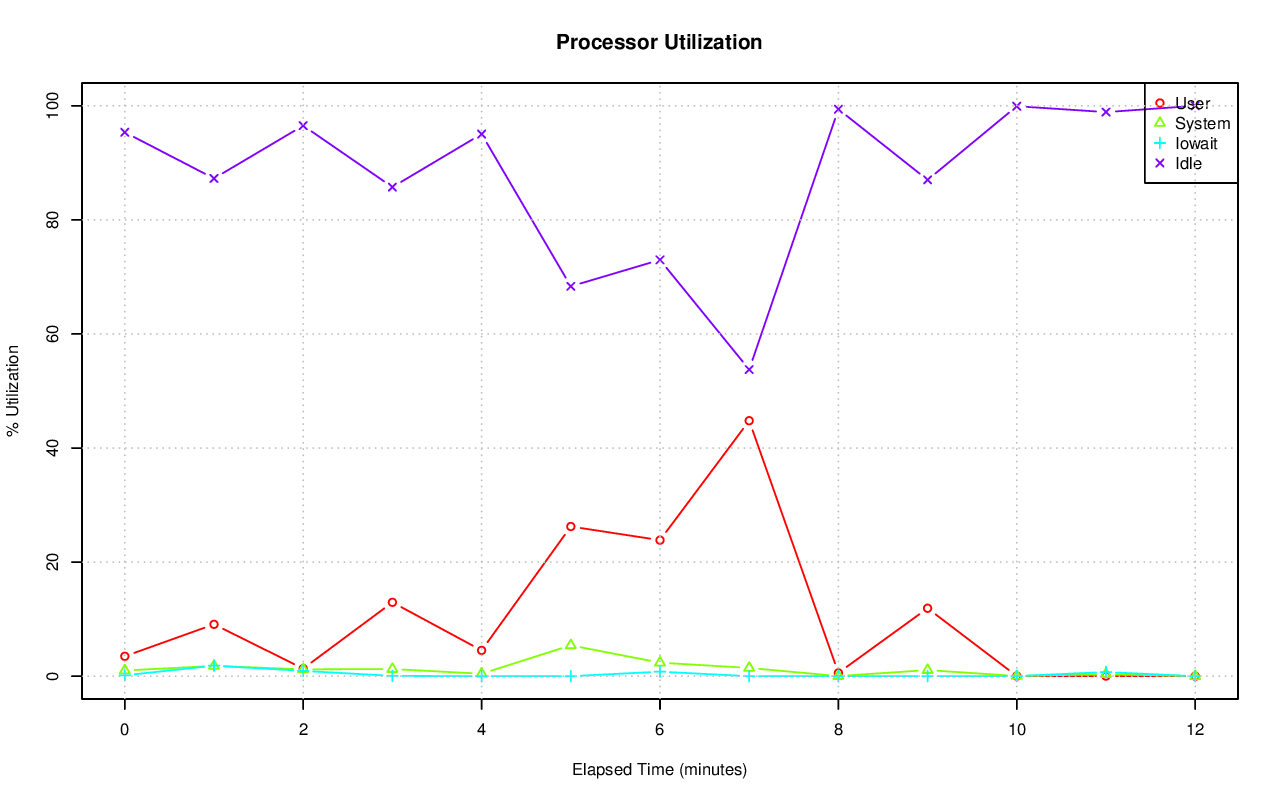 Processor Utilization
User
System
Iowait
Idle
100
80
60
40
20
0
% Utilization
0 2 4 6 8 10 12
Elapsed Time (minutes)